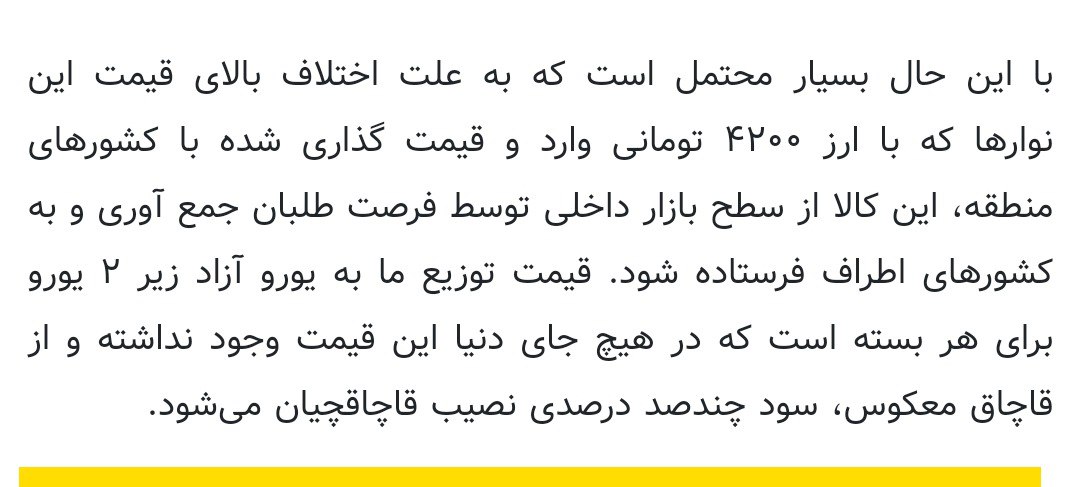 با این حال بسیار محتمل است که به علت اختلاف بالای قیمت این
نوارها که با ارز ۴۲۰۰ تومانی وارد و قیمت گذاری شده با کشورهای
منطقه، این کالا از سطح بازار داخلی توسط فرصت طلبان جمع آوری و به
کشورهای اطراف فرستاده شود. قیمت توزیع ما به یورو آزاد زیر ۲ یورو
برای هر بسته است که در هیچ جای دنیا این قیمت وجود نداشته و از
قاچاق معکوس، سود چندصد درصدی نصیب قاچاقچیان می‌شود.